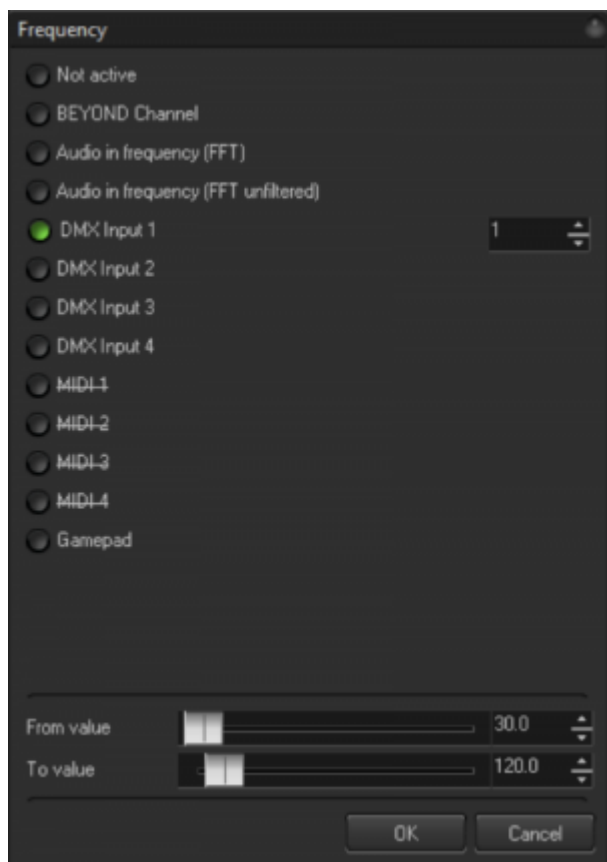 Frequency
Not active
BEYOND Channel
Audio in frequency (FFT)
Audio in frequency (FFT unfiltered)
DMX Input 1 1
DMX Input 2
DMX Input 3
DMX Input 4
MIDI 1
MIDI 2
MIDI 3
MIDI 4
Gamepad
From value 30.0
To value 120.0
OK Cancel